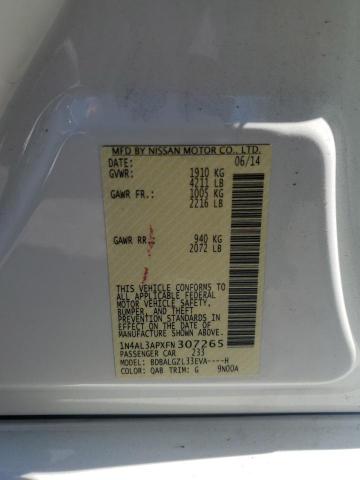 MFD BY NISSAN MOTOR CO., LTD.
DATE: 06/14
GVWR: 1910 KG
4211 LB
GAWR FR.: 1005 KG
2216 LB
GAWR RR.: 940 KG
2072 LB
THIS VEHICLE CONFORMS TO
ALL APPLICABLE FEDERAL
MOTOR VEHICLE SAFETY,
BUMPER, AND THEFT
PREVENTION STANDARDS IN
EFFECT ON THE DATE OF
MANUFACTURE SHOWN ABOVE.
1N4AL3APXFN307265
PASSENGER CAR 233
MODEL: BDBALGZL33EVA----H
COLOR: QAB TRIM: G 9N00A